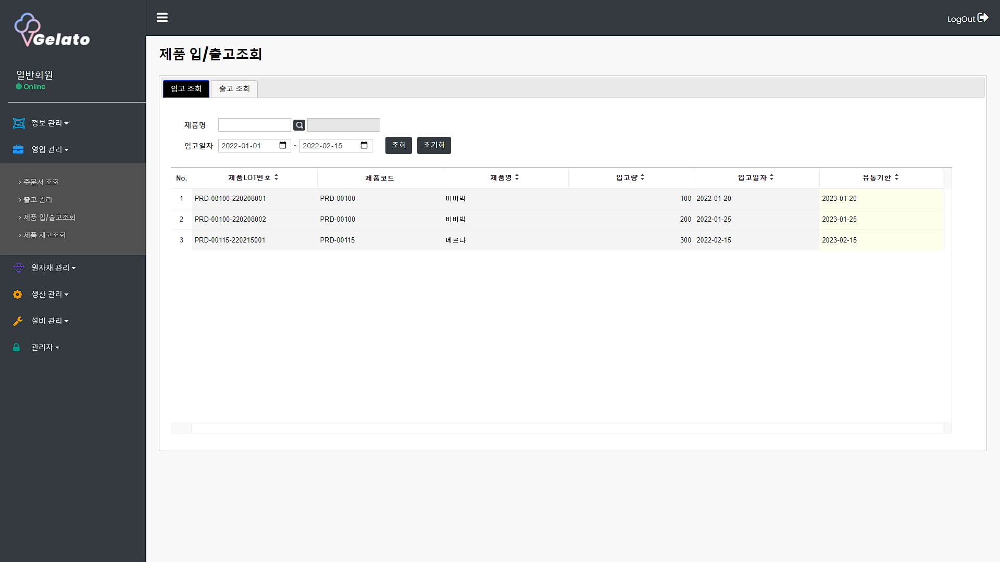 Gelato
LogOut
일반회원
Online
정보 관리
영업 관리
> 주문서 조회
> 출고 관리
> 제품 입/출고조회
> 제품 재고조회
원자재 관리
생산 관리
설비 관리
관리자
제품 입/출고조회
입고 조회 출고 조회
제품명
입고일자 2022-01-01 ~ 2022-02-15 조회 초기화
No. 제품LOT번호 제품코드 제품명 입고량 입고일자 유통기한
1 PRD-00100-220208001 PRD-00100 비비빅 100 2022-01-20 2023-01-20
2 PRD-00100-220208002 PRD-00100 비비빅 200 2022-01-25 2023-01-25
3 PRD-00115-220215001 PRD-00115 메로나 300 2022-02-15 2023-02-15